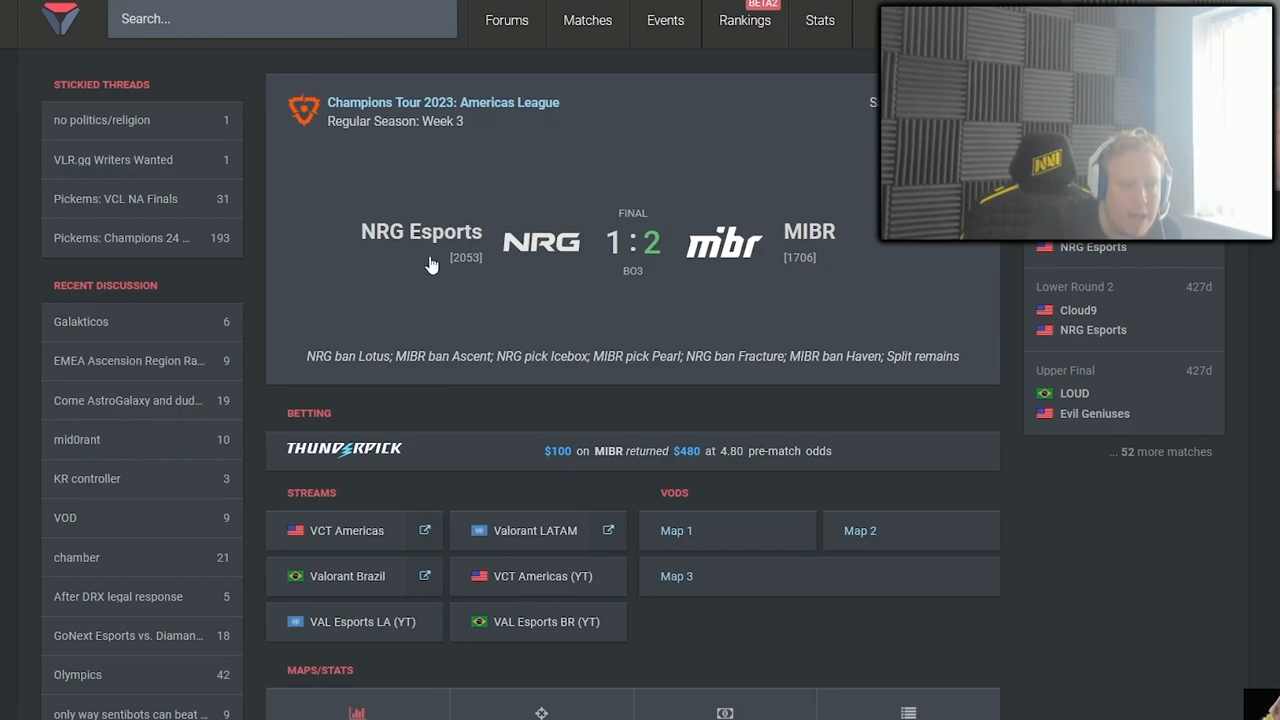 Search...
Forums
Matches
Events
BETA2
Rankings
Stats
STICKIED THREADS
no politics/religion 1
VLR.gg Writers Wanted 1
Pickems: VCL NA Finals 31
Pickems: Champions 24 ... 193
RECENT DISCUSSION
Galakticos 6
EMEA Ascension Region Ra... 9
Come AstroGalaxy and dud... 19
mid0rant 10
KR controller 3
VOD 9
chamber 21
After DRX legal response 5
GoNext Esports vs. Diaman... 18
Olympics 42
only way sentibots can beat ... 9
Champions Tour 2023: Americas League
Regular Season: Week 3
S
NRG Esports
[2053]
NRG
FINAL
1 : 2
BO3
mibr
MIBR
[1706]
NRG ban Lotus; MIBR ban Ascent; NRG pick Icebox; MIBR pick Pearl; NRG ban Fracture; MIBR ban Haven; Split remains
BETTING
THUNDERPICK
$100 on MIBR returned $480 at 4.80 pre-match odds
STREAMS
VCT Americas
Valorant LATAM
Valorant Brazil
VCT Americas (YT)
VAL Esports LA (YT)
VAL Esports BR (YT)
VODS
Map 1
Map 2
Map 3
MAPS/STATS
NRG Esports
Lower Round 2 427d
Cloud9
NRG Esports
Upper Final 427d
LOUD
Evil Geniuses
... 52 more matches